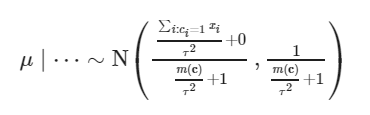 μ | ⋯ ∼ N( ( (∑_{i:c_i=1} x_i)/τ² + 0 ) / ( m(c)/τ² + 1 ) , 1 / ( m(c)/τ² + 1 ) )